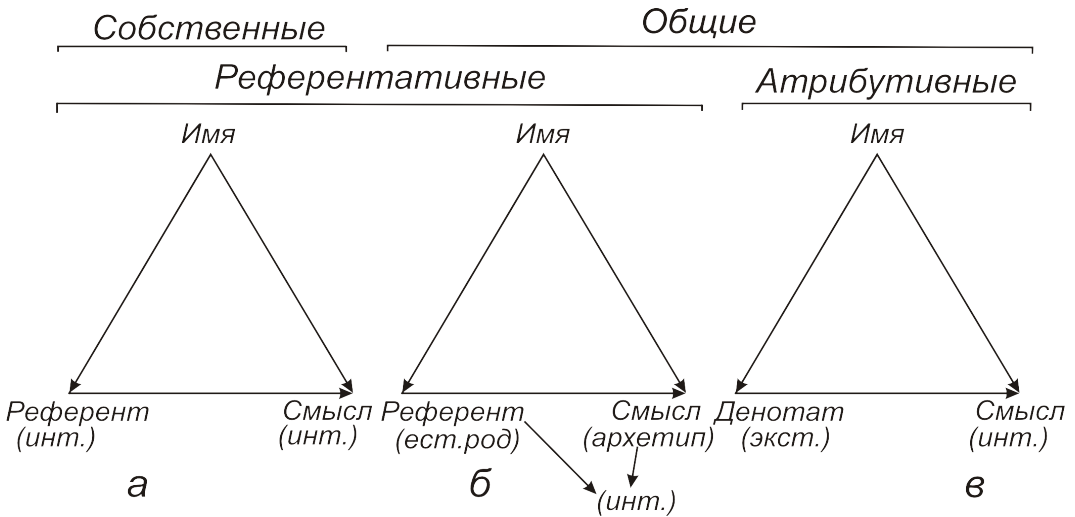 Собственные Общие
Референтативные Атрибутивные
Имя Имя Имя
Референт Смысл Референт Смысл Денотат Смысл
(инт.) (инт.) (ест.род) (архетип) (экст.) (инт.)
а б в
(инт.)